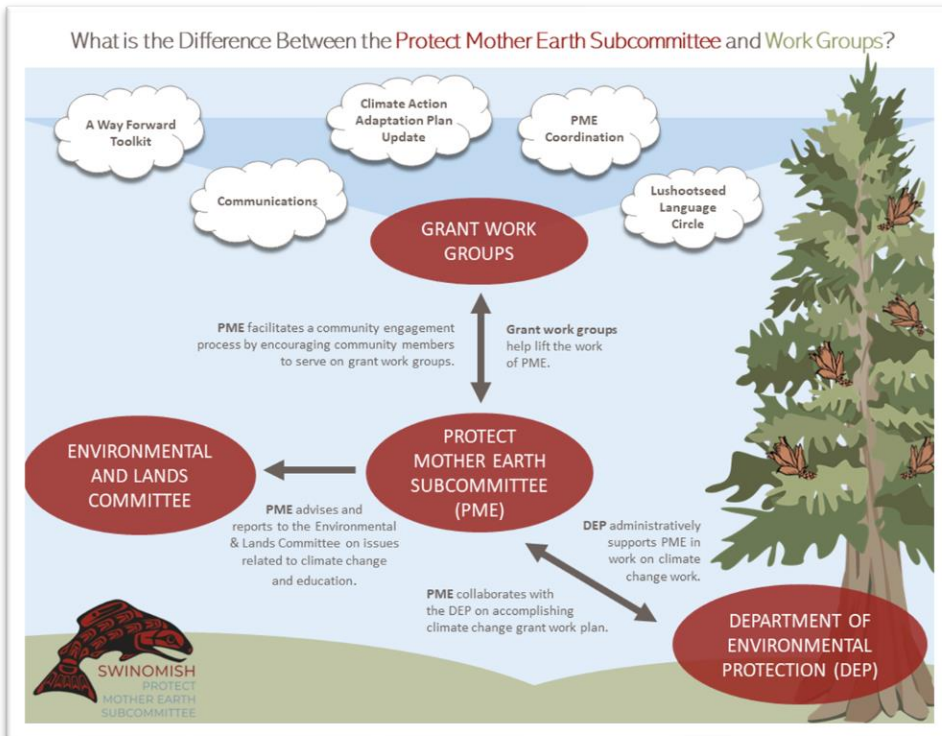 What is the Difference Between the Protect Mother Earth Subcommittee and Work Groups?
A Way Forward
Toolkit
Climate Action
Adaptation Plan
Update
PME
Coordination
Communications
Lushootseed
Language
Circle
GRANT WORK
GROUPS
PME facilitates a community engagement
process by encouraging community members
to serve on grant work groups.
Grant work groups
help lift the work
of PME.
ENVIRONMENTAL
AND LANDS
COMMITTEE
PROTECT
MOTHER EARTH
SUBCOMMITTEE
(PME)
PME advises and
reports to the Environmental
& Lands Committee on issues
related to climate change
and education.
DEP administratively
supports PME in
work on climate
change work.
PME collaborates with
the DEP on accomplishing
climate change grant work plan.
DEPARTMENT OF
ENVIRONMENTAL
PROTECTION (DEP)
SWINOMISH
PROTECT
MOTHER EARTH
SUBCOMMITTEE